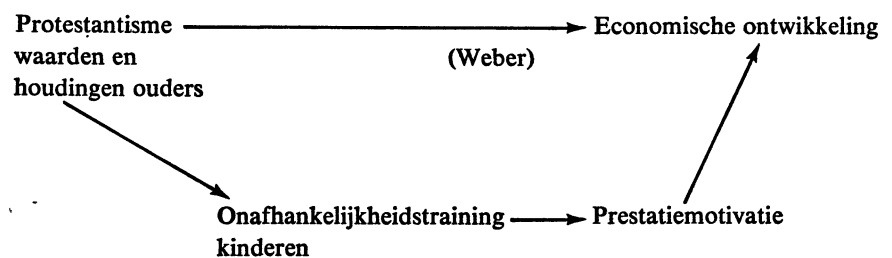 Protestantisme
waarden en
houdingen ouders
(Weber)
Economische ontwikkeling
Onafhankelijkheidstraining
kinderen
Prestatiemotivatie